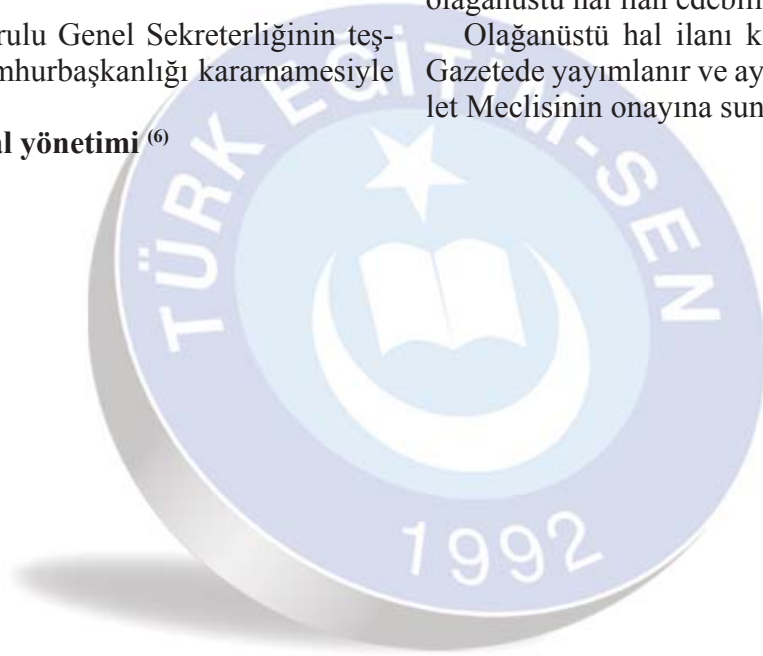 rulu Genel Sekreterliğinin teş-
mhurbaşkanlığı kararnamesiyle
al yönetimi (6)
Olağanüstü hal ilanı k
Gazetede yayımlanır ve ay
let Meclisinin onayına sun
TÜRK EĞİTİM-SEN
1992